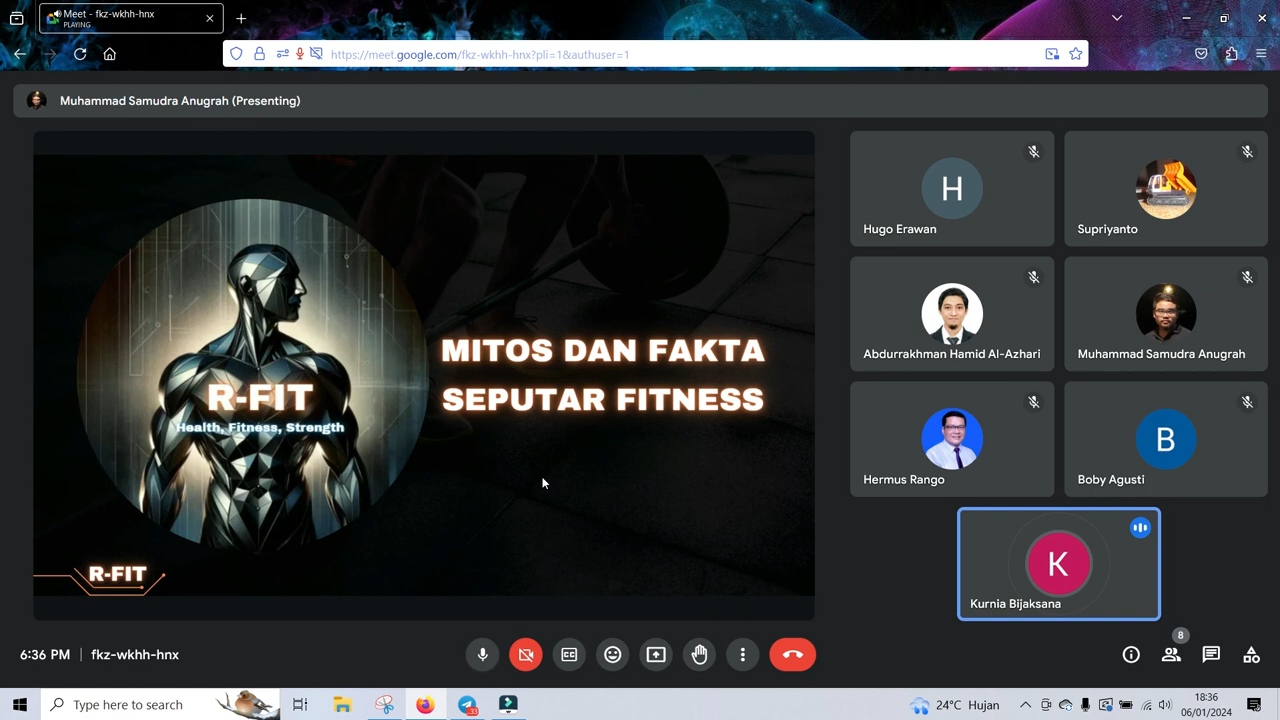 Meet - fkz-wkhh-hnx
PLAYING
https://meet.google.com/fkz-wkhh-hnx?pli=1&authuser=1
Muhammad Samudra Anugrah (Presenting)
R-FIT
Health, Fitness, Strength
MITOS DAN FAKTA
SEPUTAR FITNESS
R-FIT
H
Hugo Erawan
Supriyanto
Abdurrakhman Hamid Al-Azhari
Muhammad Samudra Anugrah
Hermus Rango
B
Boby Agusti
K
Kurnia Bijaksana
6:36 PM | fkz-wkhh-hnx
8
Type here to search
33
24°C Hujan
18:36
06/01/2024